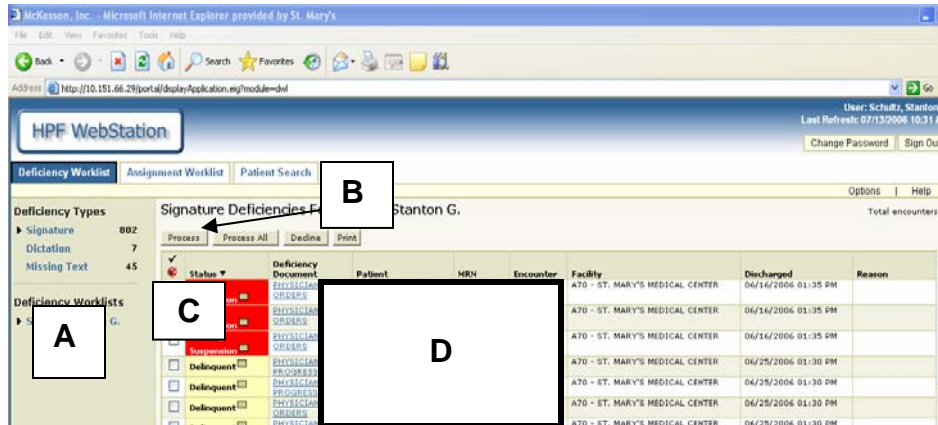 McKesson, Inc. - Microsoft Internet Explorer provided by St. Mary's
File Edit View Favorites Tools Help
Back Search Favorites
Address http://10.151.66.29/portal/displayApplication.eig?module=dwl Go
User: Schultz, Stanton
Last Refresh: 07/13/2006 10:31
HPF WebStation
Change Password Sign Ou
Deficiency Worklist Assignment Worklist Patient Search
B
Options | Help
Deficiency Types
Signature Deficiencies Stanton G.
Total encounters
Signature 802
Process Process All Decline Print
Dictation 7
Missing Text 45
Status Deficiency Document Patient MRN Encounter Facility Discharged Reason
PHYSICIAN ORDERS A70 - ST. MARY'S MEDICAL CENTER 06/16/2006 01:35 PM
Deficiency Worklists
G.
A
C
D
PHYSICIAN ORDERS A70 - ST. MARY'S MEDICAL CENTER 06/16/2006 01:35 PM
Suspension PHYSICIAN ORDERS A70 - ST. MARY'S MEDICAL CENTER 06/16/2006 01:35 PM
Delinquent PHYSICIAN PROGRESS A70 - ST. MARY'S MEDICAL CENTER 06/25/2006 01:30 PM
Delinquent PHYSICIAN PROGRESS A70 - ST. MARY'S MEDICAL CENTER 06/25/2006 01:30 PM
Delinquent PHYSICIAN ORDERS A70 - ST. MARY'S MEDICAL CENTER 06/25/2006 01:30 PM
PHYSICIAN A70 - ST. MARY'S MEDICAL CENTER 06/25/2006 01:30 PM